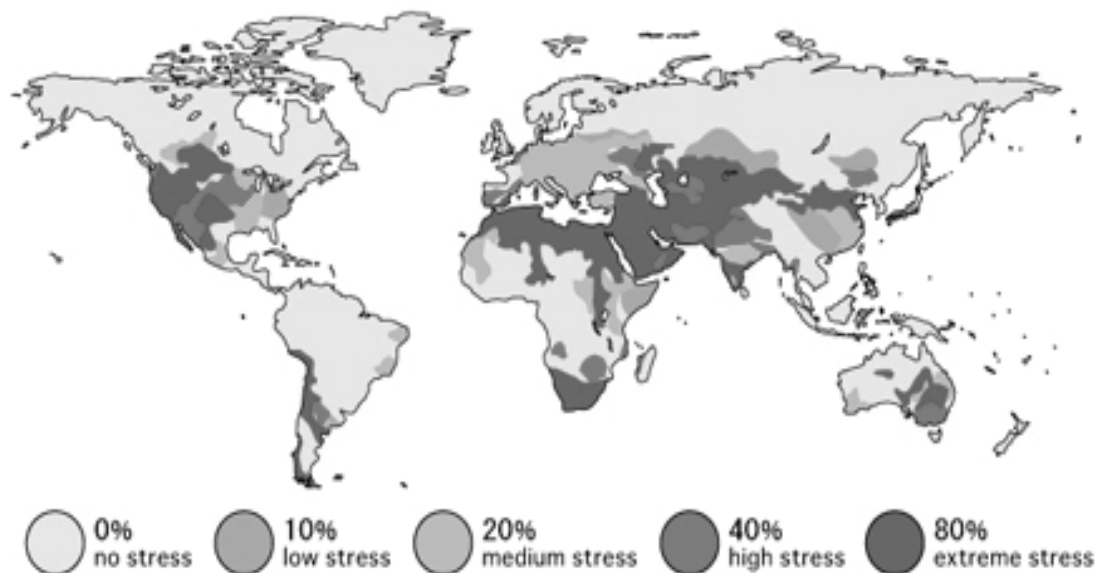 0%
no stress
10%
low stress
20%
medium stress
40%
high stress
80%
extreme stress